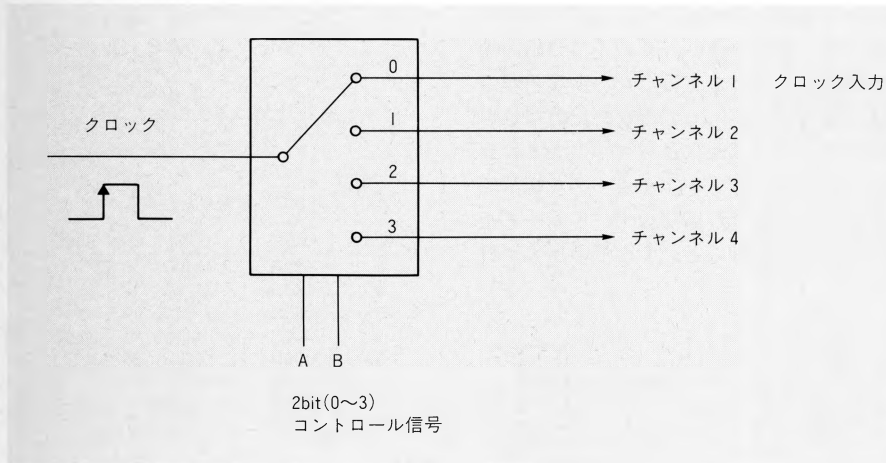 0
チャンネル1 クロック入力
クロック
1
チャンネル2
2
チャンネル3
3
チャンネル4
A B
2bit(0〜3)
コントロール信号